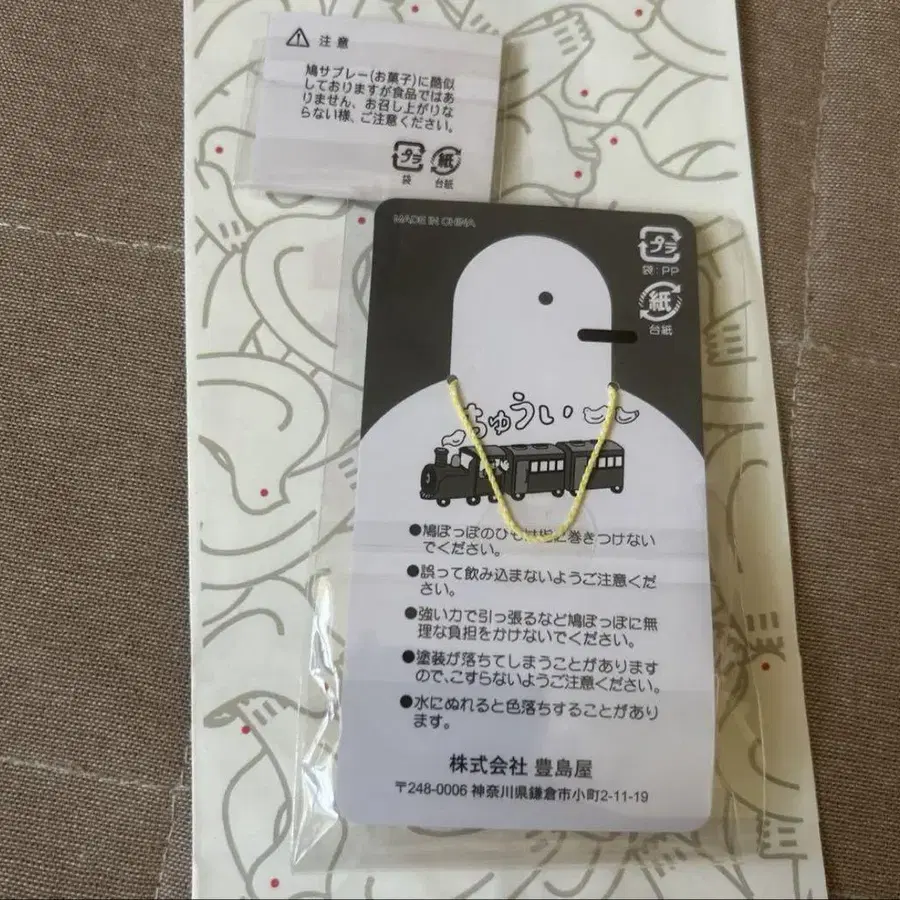 注意
鳩サブレー(お菓子)に酷似
しておりますが食品ではあ
りません、お召し上がりな
らない様、ご注意ください。
プラ
紙
袋
台紙
MADE IN CHINA
プラ
袋:PP
紙
台紙
ちゅうい
●鳩ぽっぽのひも 巻きつけない
でください。
●誤って飲み込まないようご注意くだ
さい。
●強い力で引っ張るなど鳩ぽっぽに無
理な負担をかけないでください。
●塗装が落ちてしまうことがあります
ので、こすらないようご注意ください。
●水にぬれると色落ちすることがあり
ます。
株式会社 豊島屋
〒248-0006 神奈川県鎌倉市小町2-11-19